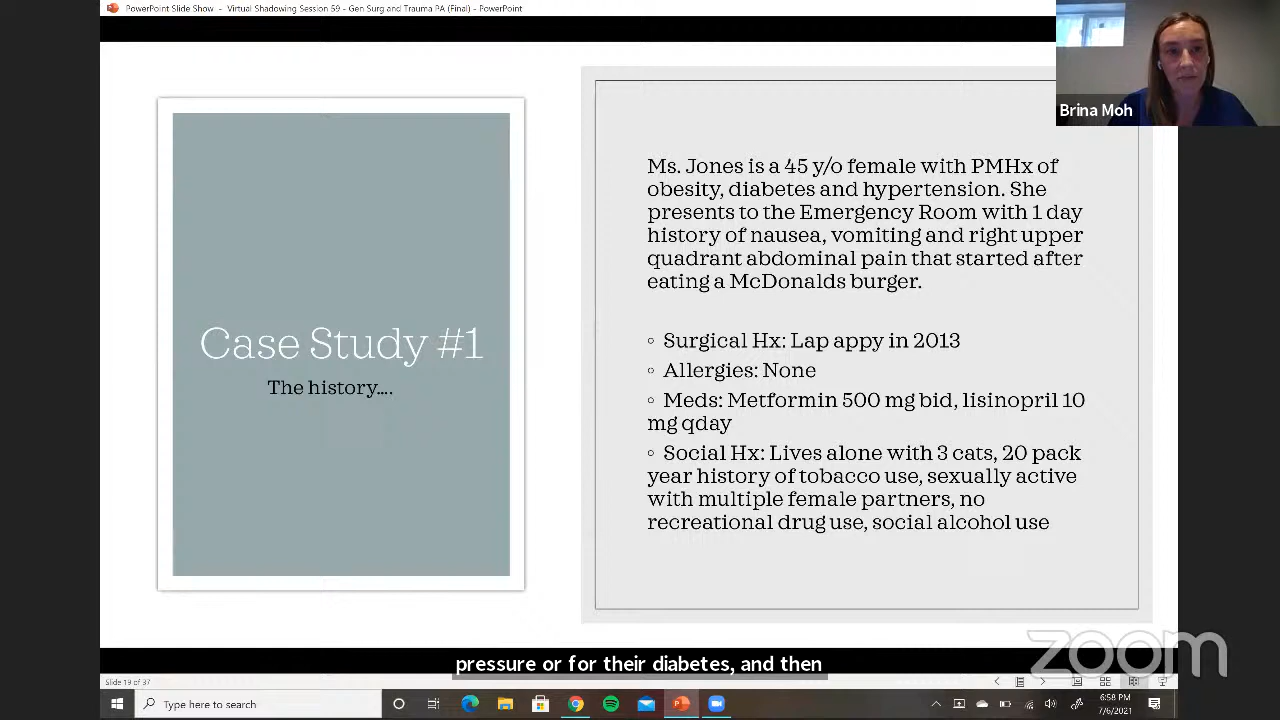 PowerPoint Slide Show - Virtual Shadowing Session 59 - Gen Surg and Trauma PA (Final) - PowerPoint
Brina Moh
Case Study #1
The history....
Ms. Jones is a 45 y/o female with PMHx of
obesity, diabetes and hypertension. She
presents to the Emergency Room with 1 day
history of nausea, vomiting and right upper
quadrant abdominal pain that started after
eating a McDonalds burger.
◦ Surgical Hx: Lap appy in 2013
◦ Allergies: None
◦ Meds: Metformin 500 mg bid, lisinopril 10
mg qday
◦ Social Hx: Lives alone with 3 cats, 20 pack
year history of tobacco use, sexually active
with multiple female partners, no
recreational drug use, social alcohol use
zoom
pressure or for their diabetes, and then
Slide 19 of 37
Type here to search
6:58 PM
7/6/2021